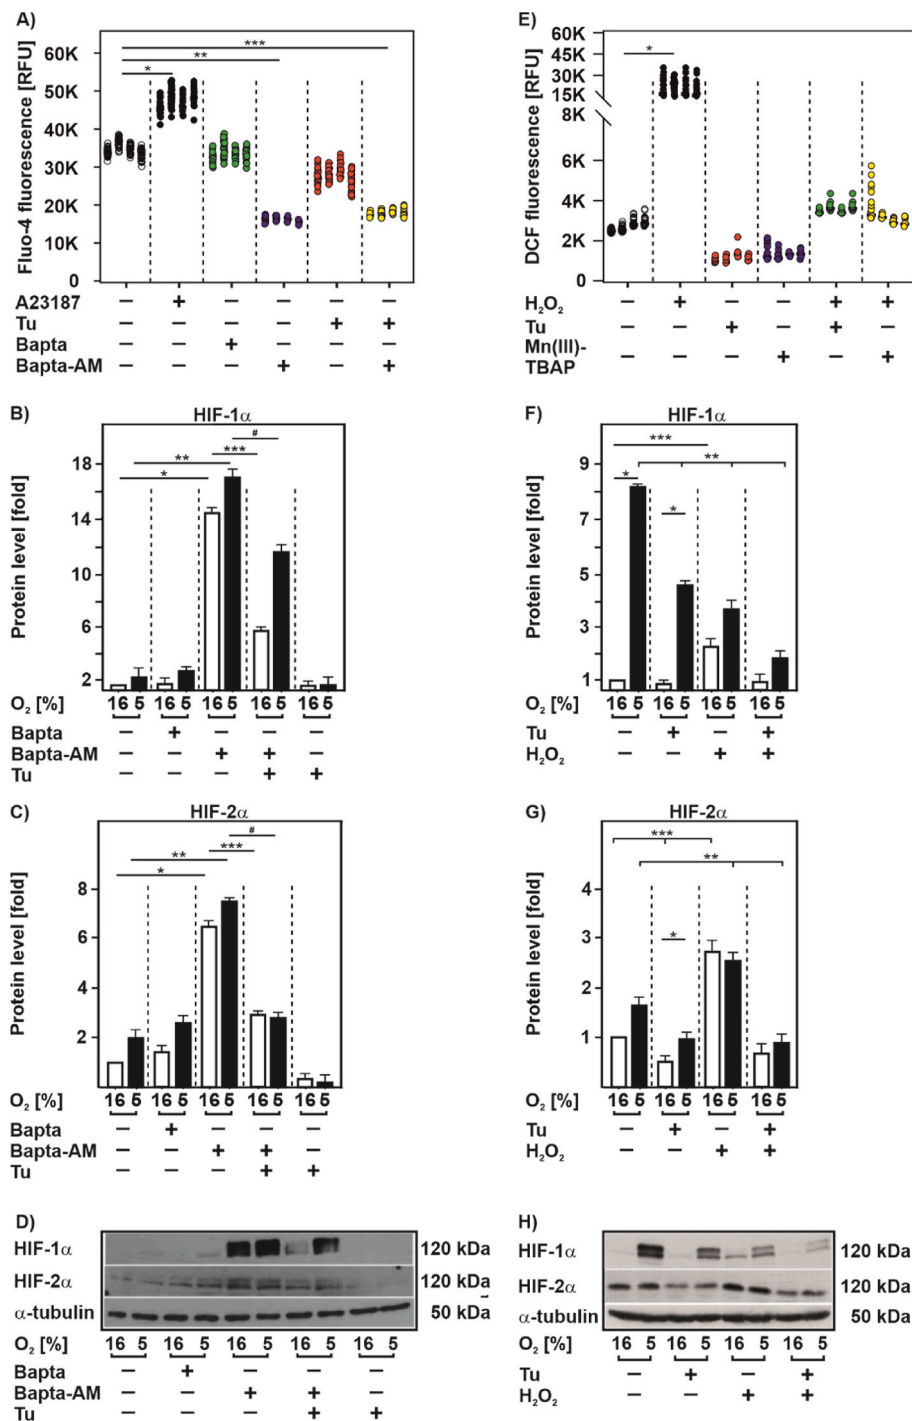 A)
Fluo-4 fluorescence [RFU]
60K
50K
40K
30K
20K
10K
0
***
**
*
A23187 – + – – – –
Tu – – – – + +
Bapta – – + – – –
Bapta-AM – – – + – +
B)
HIF-1α
Protein level [fold]
18
14
12
10
6
2
#
** ***
*
O₂ [%] 16 5 16 5 16 5 16 5 16 5
Bapta – + – – –
Bapta-AM – – + + –
Tu – – – + +
C)
HIF-2α
Protein level [fold]
8
6
4
2
#
** ***
*
O₂ [%] 16 5 16 5 16 5 16 5 16 5
Bapta – + – – –
Bapta-AM – – + + –
Tu – – – + +
D)
HIF-1α 120 kDa
HIF-2α 120 kDa
α-tubulin 50 kDa
O₂ [%] 16 5 16 5 16 5 16 5 16 5
Bapta – + – – –
Bapta-AM – – + + –
Tu – – – + +
E)
DCF fluorescence [RFU]
60K
45K
30K
15K
8K
6K
4K
2K
0
*
H₂O₂ – + – – + +
Tu – – + – + –
Mn(III)-
TBAP – – – + – +
F)
HIF-1α
Protein level [fold]
9
7
5
3
1
***
**
* *
O₂ [%] 16 5 16 5 16 5 16 5
Tu – + – +
H₂O₂ – – + +
G)
HIF-2α
Protein level [fold]
4
3
2
1
***
**
*
O₂ [%] 16 5 16 5 16 5 16 5
Tu – + – +
H₂O₂ – – + +
H)
HIF-1α 120 kDa
HIF-2α 120 kDa
α-tubulin 50 kDa
O₂ [%] 16 5 16 5 16 5 16 5
Tu – + – +
H₂O₂ – – + +